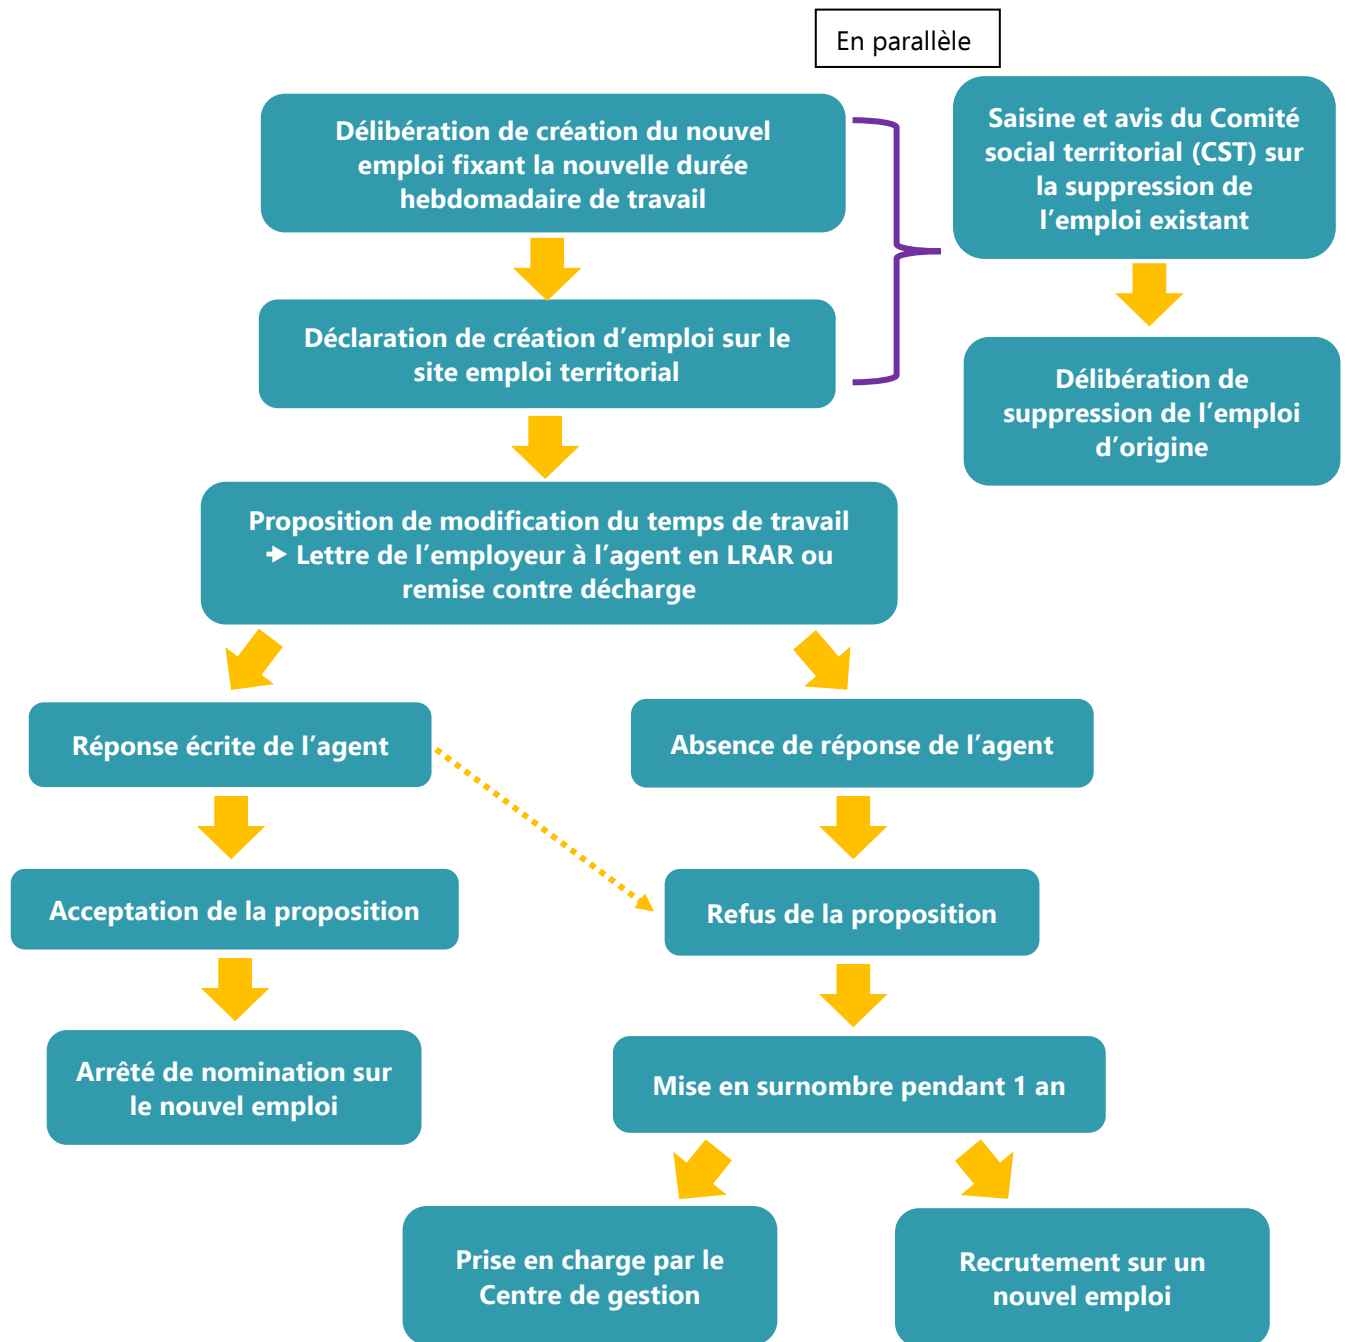 En parallèle
Délibération de création du nouvel
emploi fixant la nouvelle durée
hebdomadaire de travail
Saisine et avis du Comité
social territorial (CST) sur
la suppression de
l’emploi existant
Déclaration de création d’emploi sur le
site emploi territorial
Délibération de
suppression de l’emploi
d’origine
Proposition de modification du temps de travail
🡆 Lettre de l’employeur à l’agent en LRAR ou
remise contre décharge
Réponse écrite de l’agent
Absence de réponse de l’agent
Acceptation de la proposition
Refus de la proposition
Arrêté de nomination sur
le nouvel emploi
Mise en surnombre pendant 1 an
Prise en charge par le
Centre de gestion
Recrutement sur un
nouvel emploi